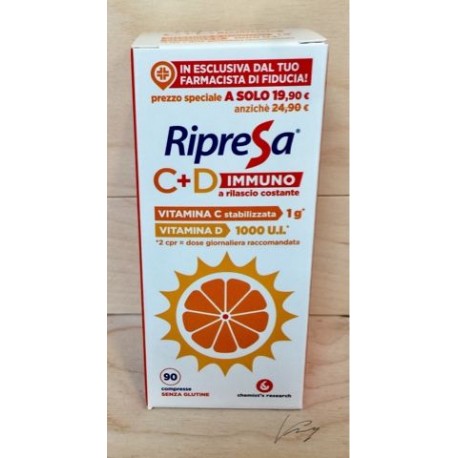 IN ESCLUSIVA DAL TUO
FARMACISTA DI FIDUCIA!
prezzo speciale A SOLO 19,90 €
anziché 24,90 €
RipreSa®
C+D IMMUNO
a rilascio costante
VITAMINA C stabilizzata 1 g*
VITAMINA D 1000 U.I.*
*2 cpr = dose giornaliera raccomandata
90
compresse
SENZA GLUTINE
chemist's research